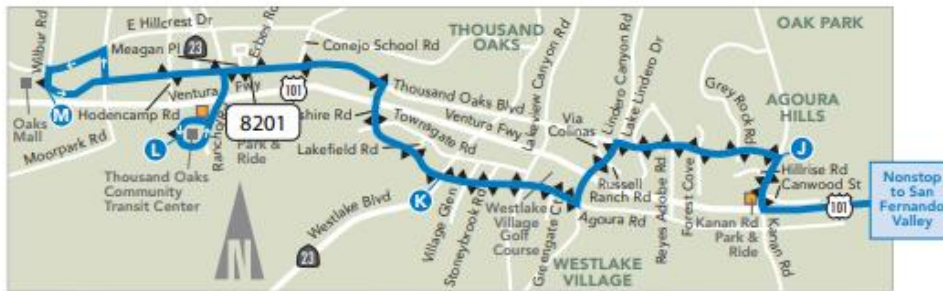 Wilbur Rd
E Hillcrest Dr
Meagan Pl
23
Erbes Rd
Conejo School Rd
THOUSAND
OAKS
OAK PARK
Oaks
Mall
M
Moorpark Rd
Hodencamp Rd
Ventura
Fwy
101
L
Park
& Ride
8201
Thousand Oaks
Community
Transit Center
N
shire Rd
Lakefield Rd
Townsgate Rd
Thousand Oaks Blvd
Ventura Fwy
Via
Colinas
Lindero Canyon Rd
Lake Lindero Dr
Grey Rock Rd
AGOURA
HILLS
J
Hillrise Rd
Canwood St
101
Nonstop
to San
Fernando
Valley
K
Westlake Blvd
23
Village Glen
Stoneybrook Rd
Westlake
Village
Golf
Course
Greengate Ct
Agoura Rd
WESTLAKE
VILLAGE
Russell
Ranch Rd
Reyes Adobe Rd
Forest Cove
Kanan Rd
Park &
Ride
Kanan Rd